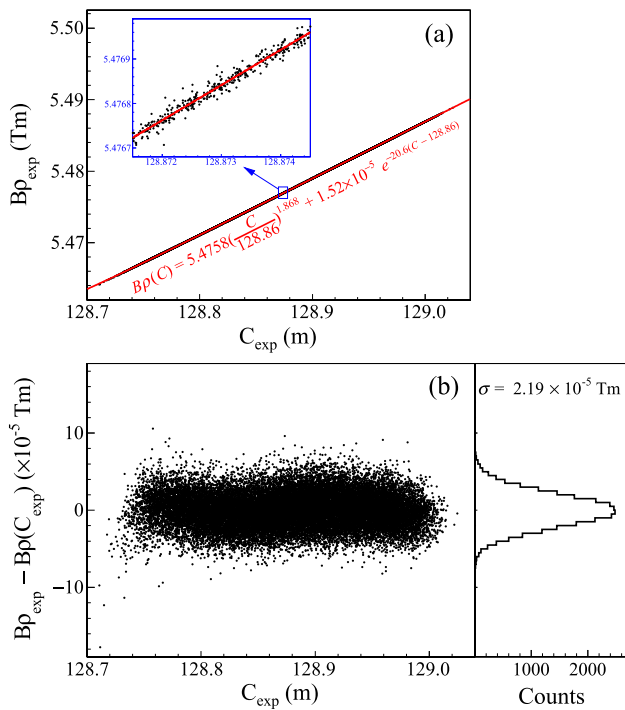 (a)
5.50
5.49
5.48
5.47
Bρexp (Tm)
5.4769
5.4768
5.4767
128.872 128.873 128.874
Bρ(C) = 5.4758(C/128.86)^1.868 + 1.52×10^-5 e^-20.6(C−128.86)
128.7 128.8 128.9 129.0
Cexp (m)
(b)
σ = 2.19 × 10^-5 Tm
10
0
−10
Bρexp − Bρ(Cexp) (×10^-5 Tm)
128.7 128.8 128.9 129.0
1000 2000
Cexp (m)
Counts